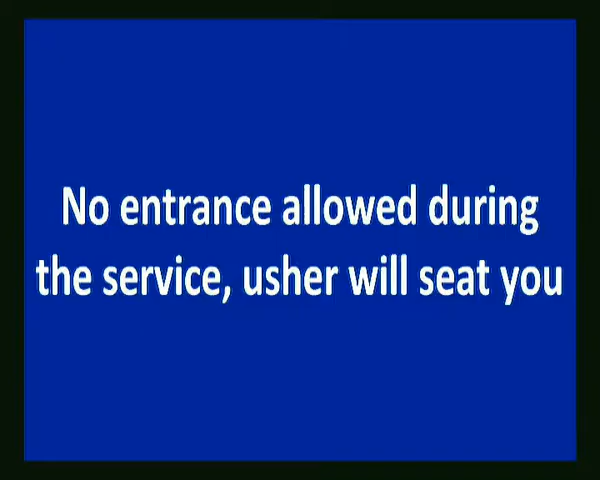 No entrance allowed during
the service, usher will seat you